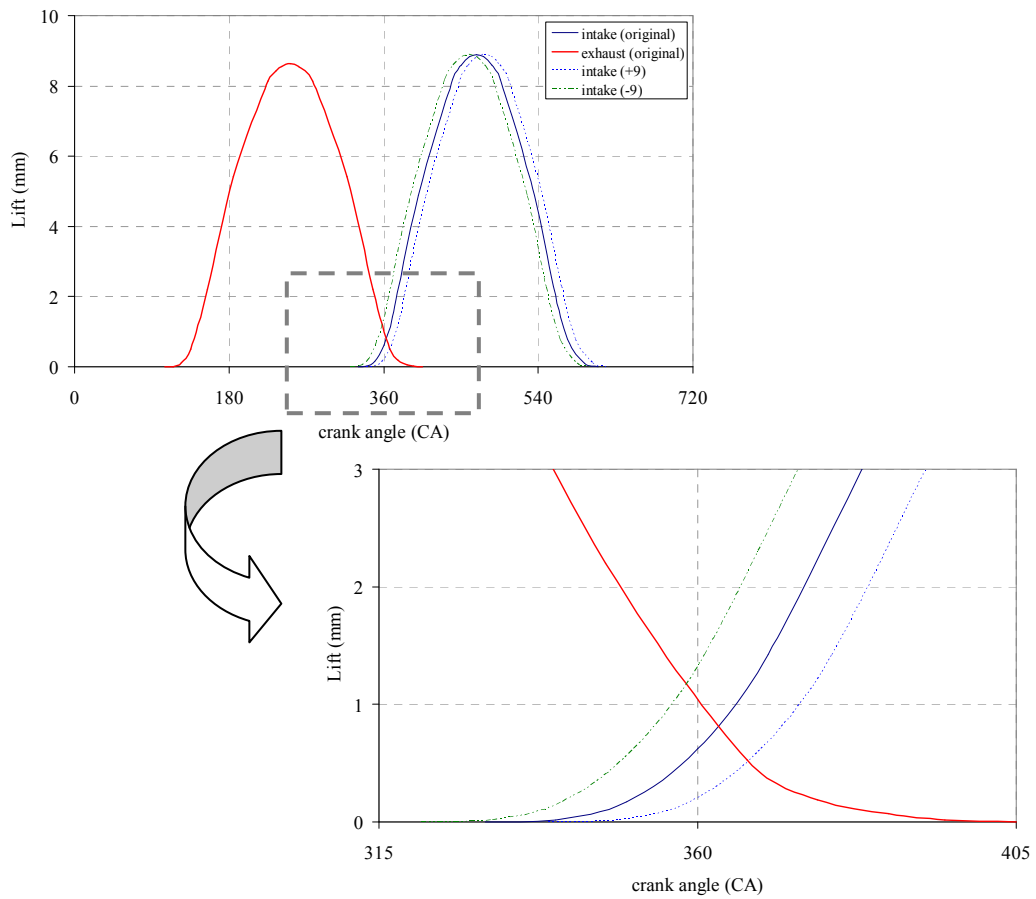 10
8
6
4
2
0
Lift (mm)
0 180 360 540 720
crank angle (CA)
intake (original)
exhaust (original)
intake (+9)
intake (-9)
3
2
1
0
Lift (mm)
315 360 405
crank angle (CA)